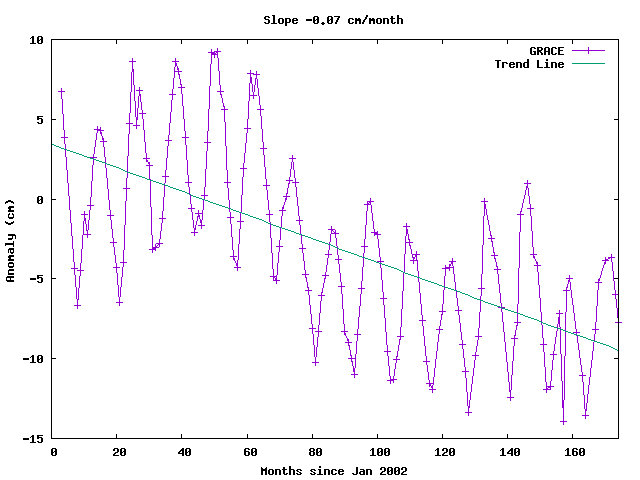 Slope -0.07 cm/month
GRACE
Trend Line
Anomaly (cm)
10
5
0
-5
-10
-15
0 20 40 60 80 100 120 140 160
Months since Jan 2002